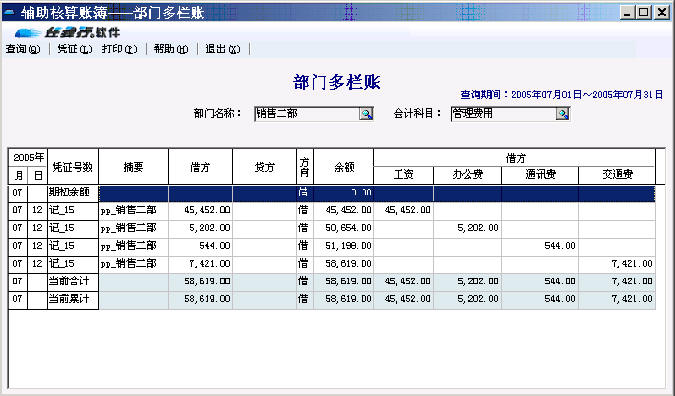 辅助核算账簿——部门多栏账
丝路行软件
查询(Q) 凭证(L) 打印(P) 帮助(H) 退出(X)
部门多栏账
查询期间：2005年07月01日～2005年07月31日
部门名称： 销售二部 会计科目： 管理费用
2005年 凭证号数 摘要 借方 贷方 方向 余额 借方
月 日 工资 办公费 通讯费 交通费
07 期初余额 借 0.00
07 12 记_15 pp_销售二部 45,452.00 借 45,452.00 45,452.00
07 12 记_15 pp_销售二部 5,202.00 借 50,654.00 5,202.00
07 12 记_15 pp_销售二部 544.00 借 51,198.00 544.00
07 12 记_15 pp_销售二部 7,421.00 借 58,619.00 7,421.00
07 当前合计 58,619.00 借 58,619.00 45,452.00 5,202.00 544.00 7,421.00
07 当前累计 58,619.00 借 58,619.00 45,452.00 5,202.00 544.00 7,421.00